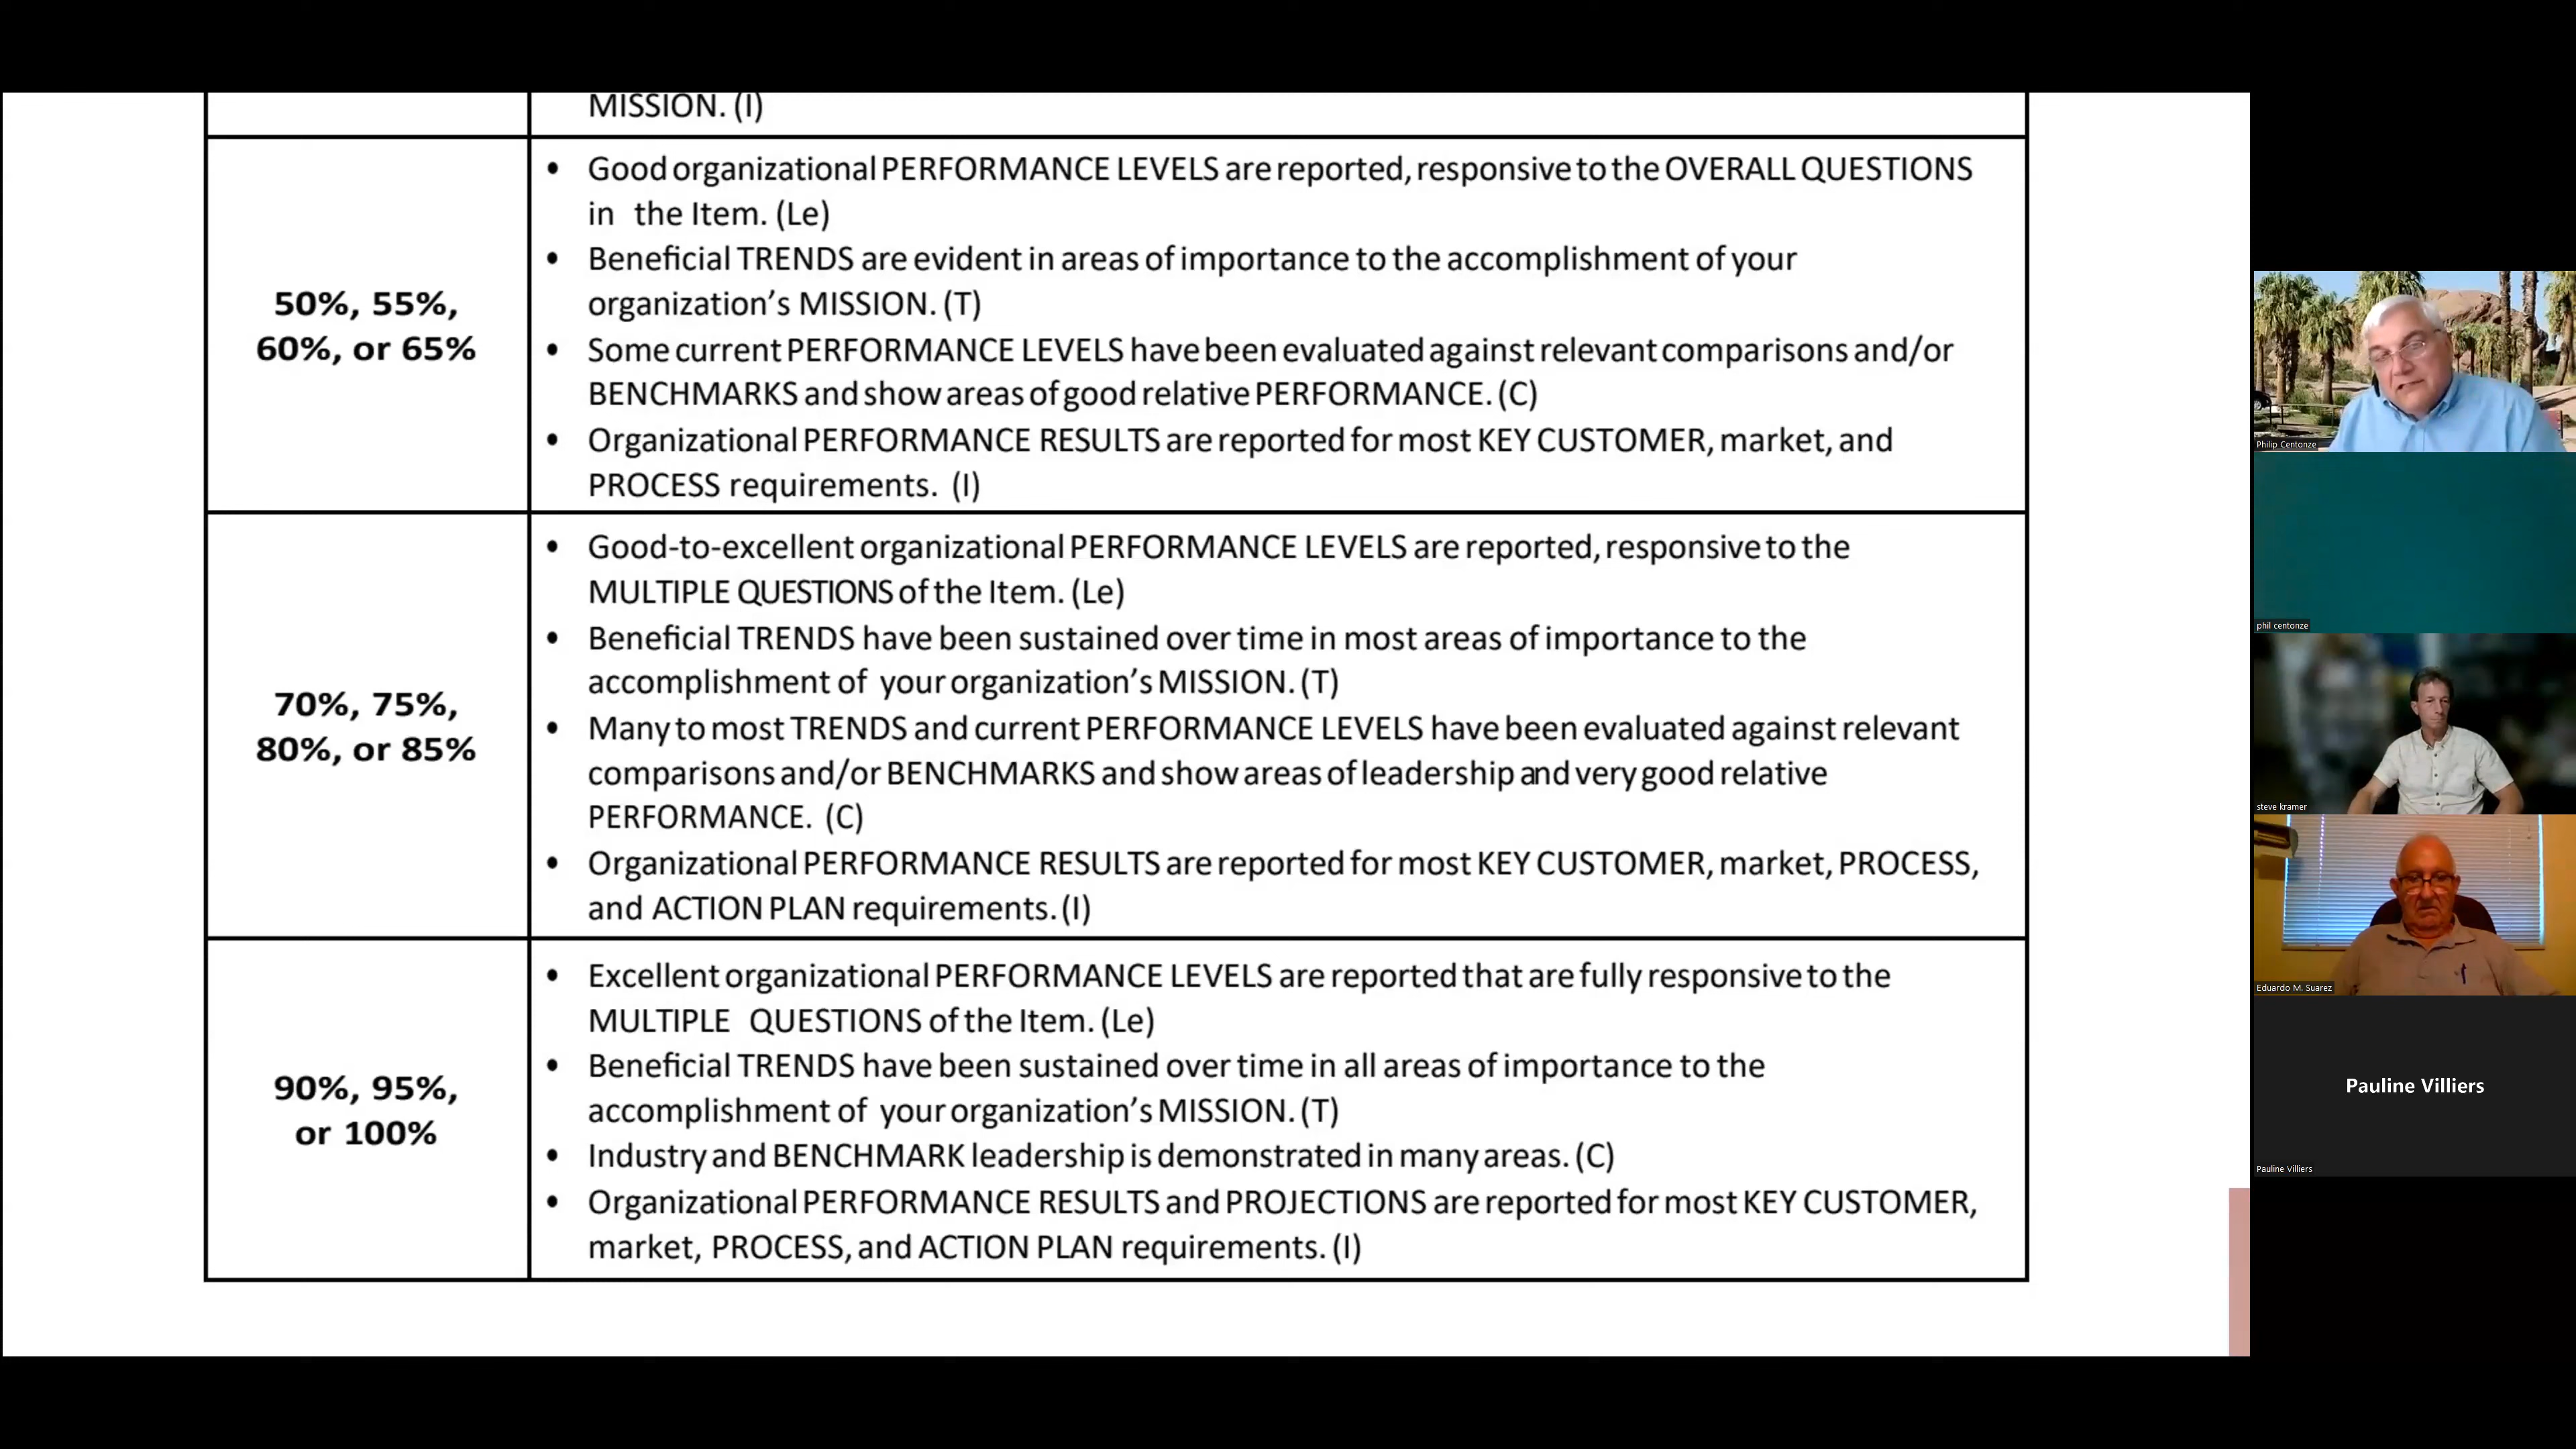 MISSION. (I)
50%, 55%,
60%, or 65%
• Good organizational PERFORMANCE LEVELS are reported, responsive to the OVERALL QUESTIONS
in the Item. (Le)
• Beneficial TRENDS are evident in areas of importance to the accomplishment of your
organization’s MISSION. (T)
• Some current PERFORMANCE LEVELS have been evaluated against relevant comparisons and/or
BENCHMARKS and show areas of good relative PERFORMANCE. (C)
• Organizational PERFORMANCE RESULTS are reported for most KEY CUSTOMER, market, and
PROCESS requirements. (I)
70%, 75%,
80%, or 85%
• Good-to-excellent organizational PERFORMANCE LEVELS are reported, responsive to the
MULTIPLE QUESTIONS of the Item. (Le)
• Beneficial TRENDS have been sustained over time in most areas of importance to the
accomplishment of your organization’s MISSION. (T)
• Many to most TRENDS and current PERFORMANCE LEVELS have been evaluated against relevant
comparisons and/or BENCHMARKS and show areas of leadership and very good relative
PERFORMANCE. (C)
• Organizational PERFORMANCE RESULTS are reported for most KEY CUSTOMER, market, PROCESS,
and ACTION PLAN requirements. (I)
90%, 95%,
or 100%
• Excellent organizational PERFORMANCE LEVELS are reported that are fully responsive to the
MULTIPLE QUESTIONS of the Item. (Le)
• Beneficial TRENDS have been sustained over time in all areas of importance to the
accomplishment of your organization’s MISSION. (T)
• Industry and BENCHMARK leadership is demonstrated in many areas. (C)
• Organizational PERFORMANCE RESULTS and PROJECTIONS are reported for most KEY CUSTOMER,
market, PROCESS, and ACTION PLAN requirements. (I)
Philip Centonze
phil centonze
steve kramer
Eduardo M. Suarez
Pauline Villiers
Pauline Villiers